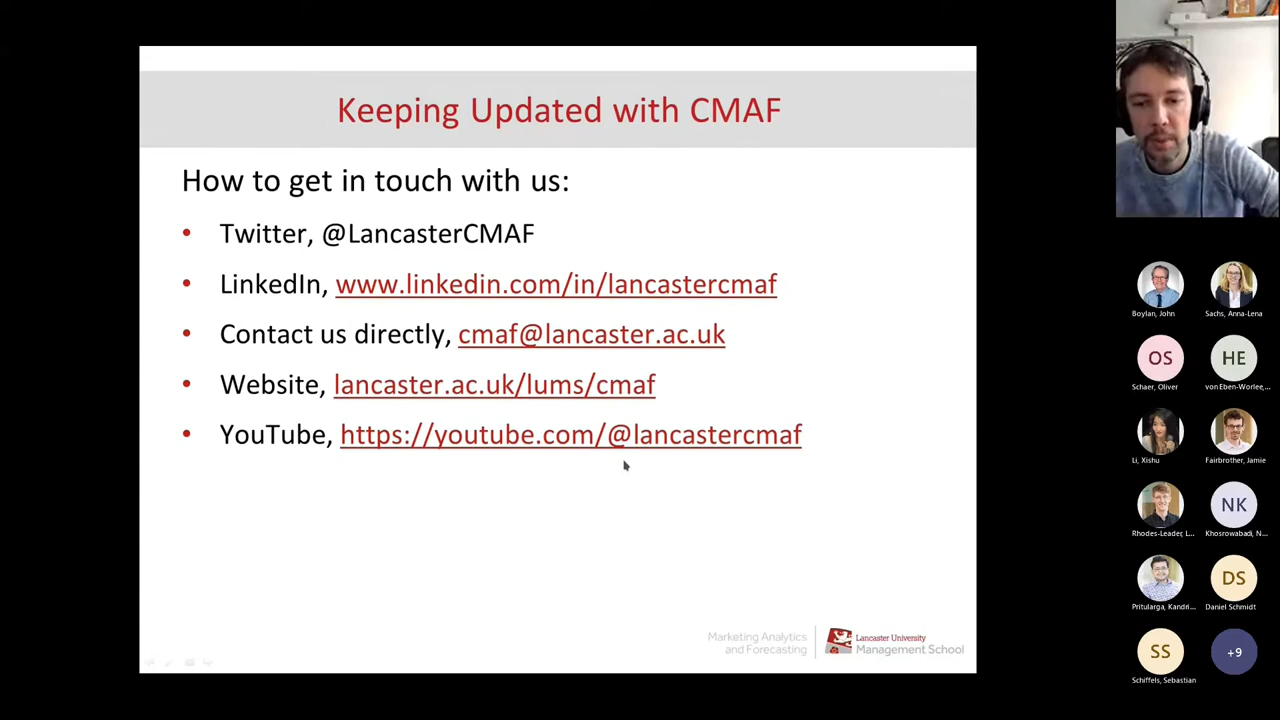 Keeping Updated with CMAF
How to get in touch with us:
• Twitter, @LancasterCMAF
• LinkedIn, www.linkedin.com/in/lancastercmaf
• Contact us directly, cmaf@lancaster.ac.uk
• Website, lancaster.ac.uk/lums/cmaf
• YouTube, https://youtube.com/@lancastercmaf
Marketing Analytics
and Forecasting
Lancaster University
Management School
Boylan, John
Sachs, Anna-Lena
OS
HE
Schaer, Oliver
von Eben-Worlee,...
Li, Xishu
Fairbrother, Jamie
NK
Rhodes-Leader, L...
Khosrowabadi, N...
DS
Pritularga, Kandri...
Daniel Schmidt
SS
+9
Schiffels, Sebastian